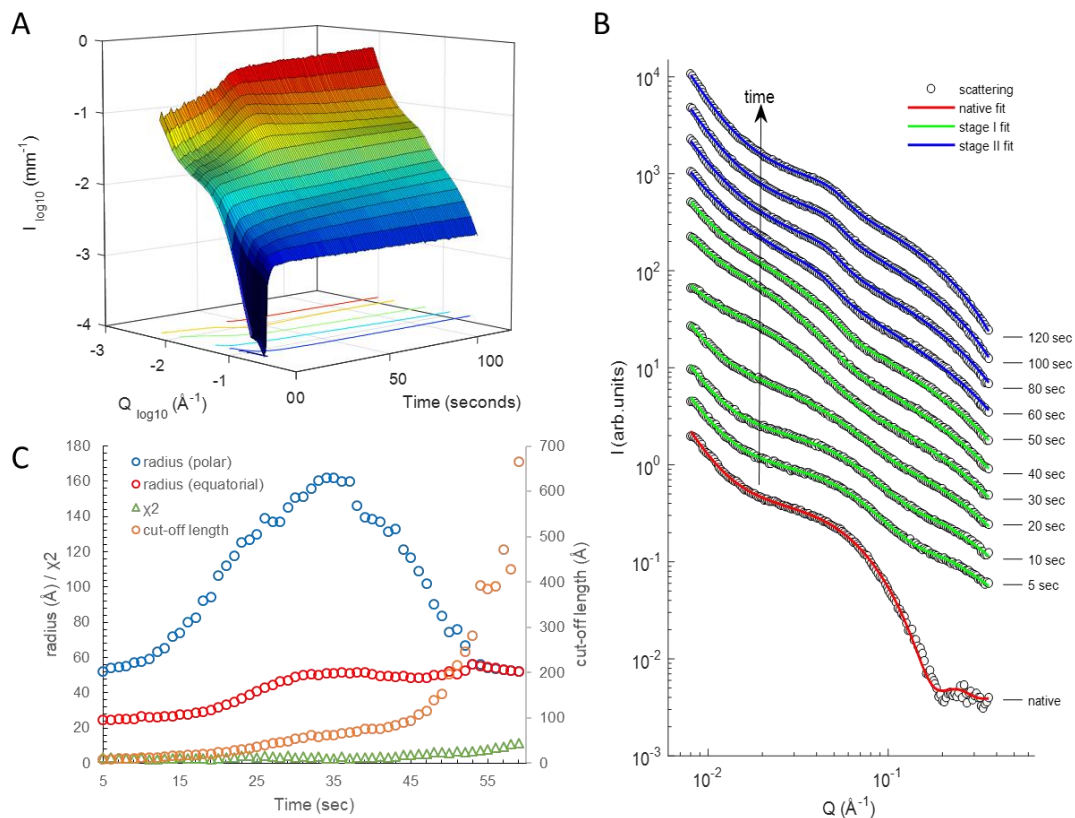 A
0
-1
-2
-3
-4
I log10 (mm-1)
-3
-2
-1
00
50
100
Q log10 (Å-1)
Time (seconds)
B
10^4
10^3
10^2
10^1
10^0
10^-1
10^-2
10^-3
I (arb.units)
time
scattering
native fit
stage I fit
stage II fit
120 sec
100 sec
80 sec
60 sec
50 sec
40 sec
30 sec
20 sec
10 sec
5 sec
native
10^-2
10^-1
Q (Å-1)
C
180
160
140
120
100
80
60
40
20
0
radius (Å) / χ2
radius (polar)
radius (equatorial)
χ2
cut-off length
700
600
500
400
300
200
100
0
cut-off length (Å)
5
15
25
35
45
55
Time (sec)